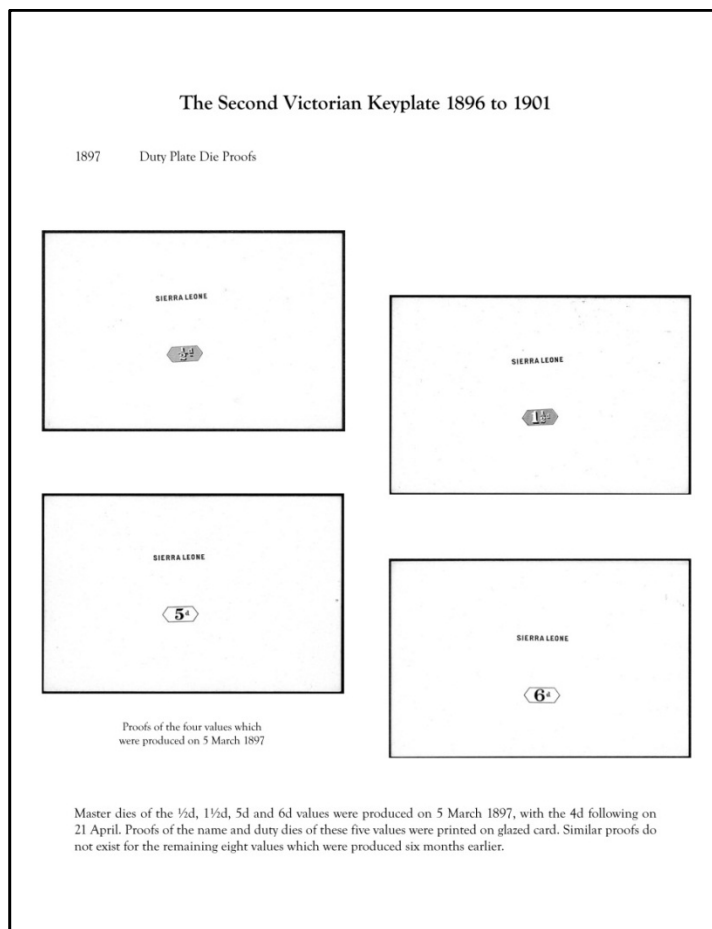 The Second Victorian Keyplate 1896 to 1901
1897 Duty Plate Die Proofs
SIERRA LEONE
½d
SIERRA LEONE
1½d
SIERRA LEONE
5d
SIERRA LEONE
6d
Proofs of the four values which
were produced on 5 March 1897
Master dies of the ½d, 1½d, 5d and 6d values were produced on 5 March 1897, with the 4d following on
21 April. Proofs of the name and duty dies of these five values were printed on glazed card. Similar proofs do
not exist for the remaining eight values which were produced six months earlier.